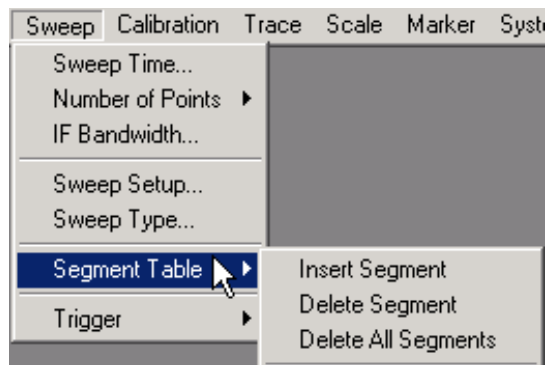 Sweep Calibration Trace Scale Marker
Sweep Time...
Number of Points
IF Bandwidth...
Sweep Setup...
Sweep Type...
Segment Table
Trigger
Insert Segment
Delete Segment
Delete All Segments